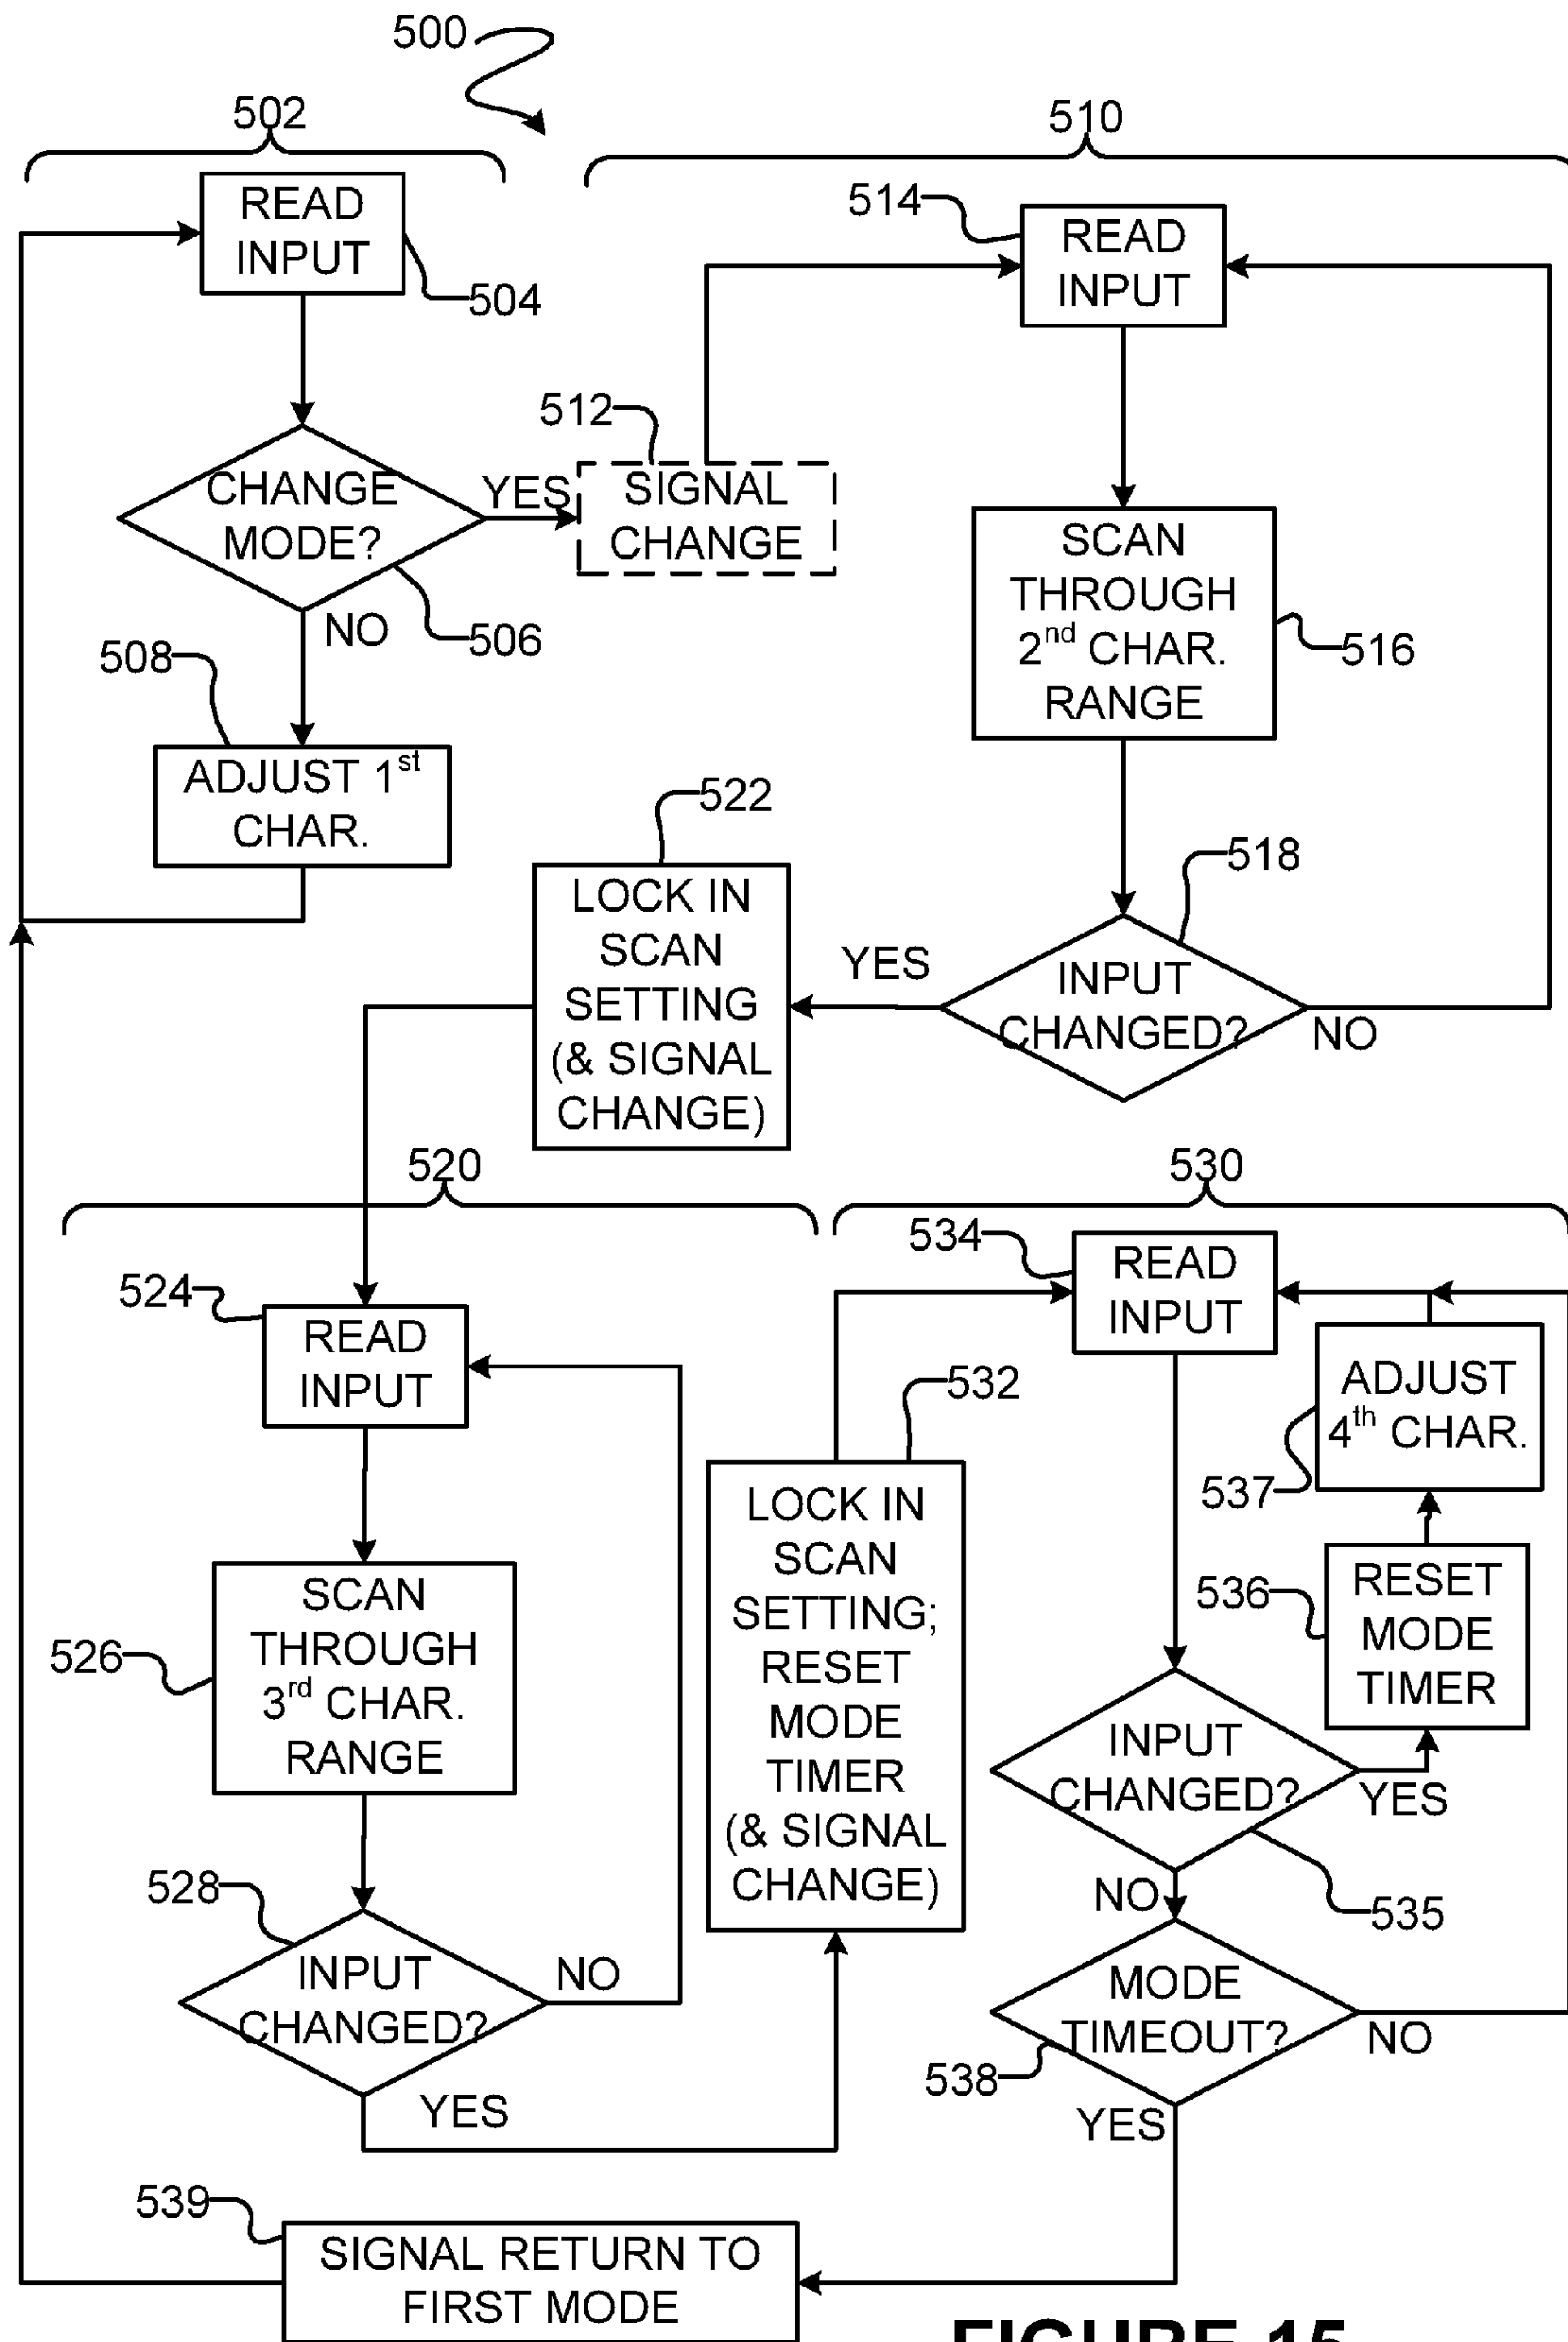 500
502
READ
INPUT
504
CHANGE
MODE?
YES
506
NO
508
ADJUST 1st
CHAR.
512
SIGNAL
CHANGE
510
514
READ
INPUT
SCAN
THROUGH
2nd CHAR.
RANGE
516
518
INPUT
CHANGED?
YES
NO
522
LOCK IN
SCAN
SETTING
(& SIGNAL
CHANGE)
520
524
READ
INPUT
526
SCAN
THROUGH
3rd CHAR.
RANGE
528
INPUT
CHANGED?
NO
YES
532
LOCK IN
SCAN
SETTING;
RESET
MODE
TIMER
(& SIGNAL
CHANGE)
530
534
READ
INPUT
ADJUST
4th CHAR.
537
536
RESET
MODE
TIMER
INPUT
CHANGED?
YES
NO
535
MODE
TIMEOUT?
538
NO
YES
539
SIGNAL RETURN TO
FIRST MODE
FIGURE 15